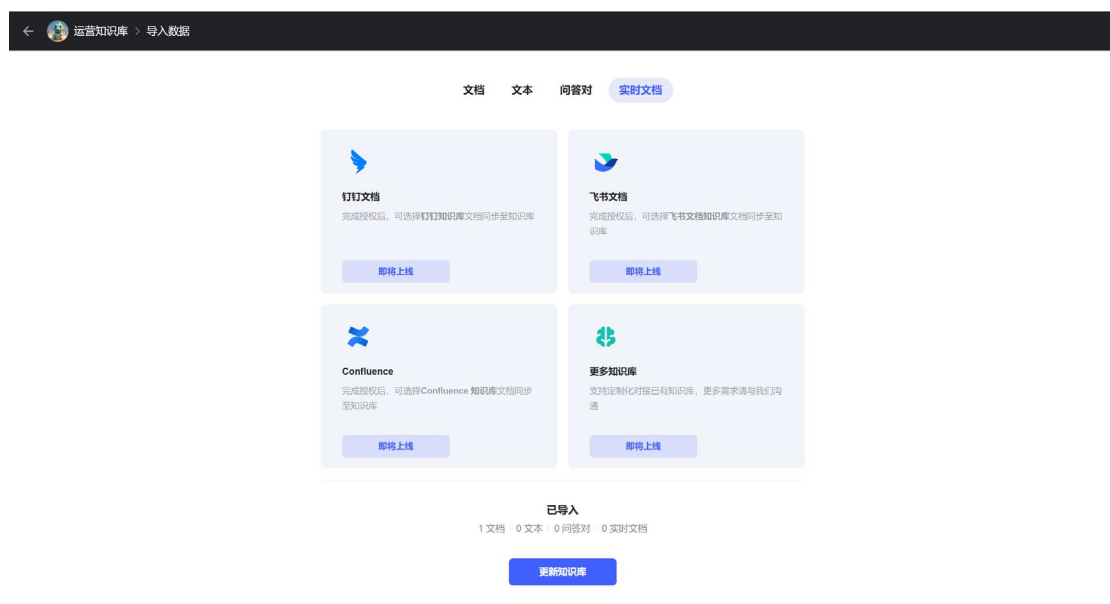 ← 运营知识库 > 导入数据
文档 文本 问答对 实时文档
钉钉文档
完成授权后，可选择钉钉知识库文档同步至知识库
即将上线
飞书文档
完成授权后，可选择飞书文档知识库文档同步至知
识库
即将上线
Confluence
完成授权后，可选择Confluence 知识库文档同步
至知识库
即将上线
更多知识库
支持定制化对接已有知识库，更多需求请与我们沟
通
即将上线
已导入
1 文档 | 0 文本 | 0 问答对 | 0 实时文档
更新知识库